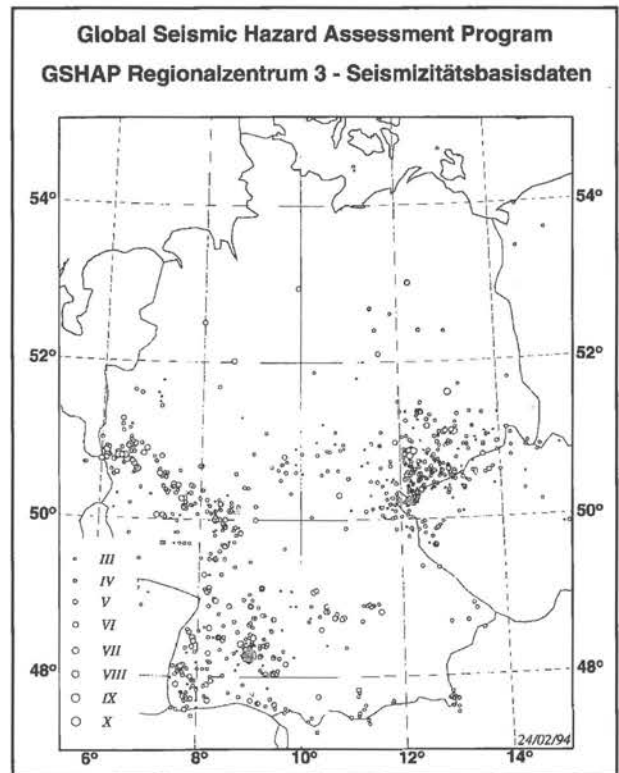 Global Seismic Hazard Assessment Program
GSHAP Regionalzentrum 3 - Seismizitätsbasisdaten
54° 54°
52° 52°
50° 50°
III
IV
V
VI
VII
VIII
IX
X
48° 48°
24/02/94
6° 8° 10° 12° 14°